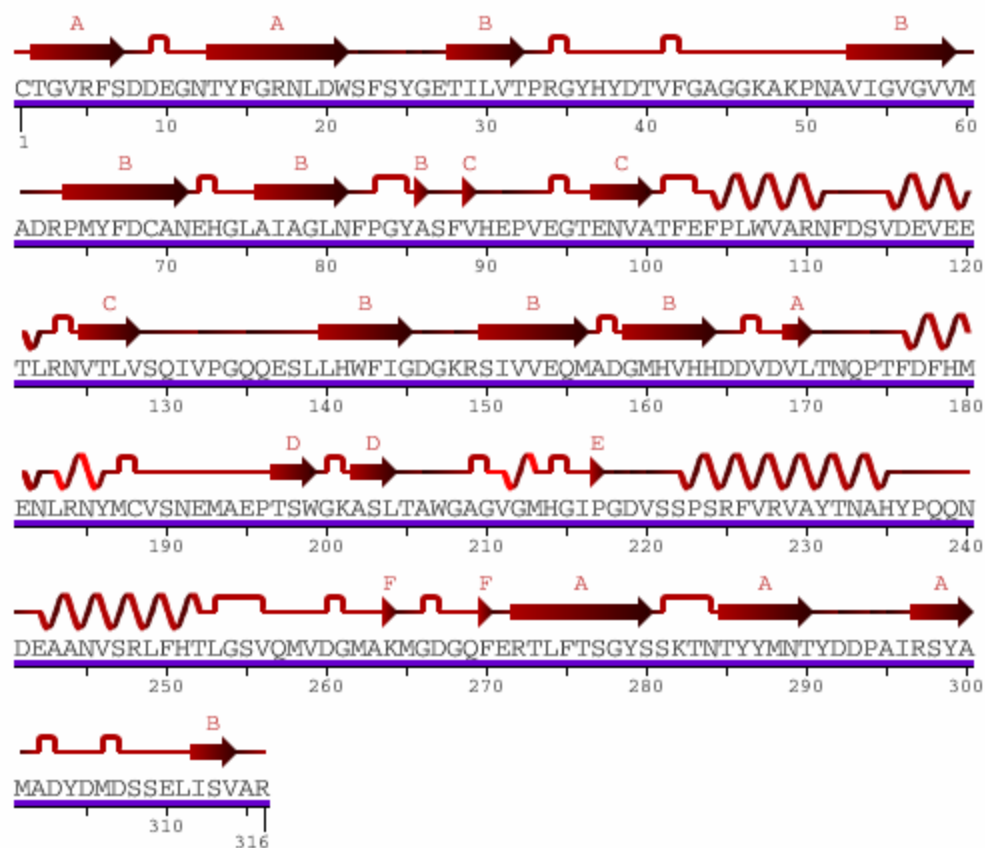 A A B B
CTGVRFSDDEGNTYFGRNLDWSFSYGETILVTPRGYHYDTVFGAGGKAKPNAVIGVGVVM
1 10 20 30 40 50 60
B B B C C
ADRPMYFDCANEHGLAIAGLNFPGYASFVHEPVEGTENVATFEFPLWVARNFDSVDEVEE
70 80 90 100 110 120
C B B B A
TLRNVTLVSQIVPGQQESLLHWFIGDGKRSIVVEQMADGMHVHHDDVDVLTNQPTFDFHM
130 140 150 160 170 180
D D E
ENLRNYMCVSNEMAEPTSWGKASLTAWGAGVGMHGIPGDVSSPSRFVRVAYTNAHYPQQN
190 200 210 220 230 240
F F A A A
DEAANVSRLFHTLGSVQMVDGMAKMGDGQFERTLFTSGYSSKTNTYYMNTYDDPAIRSYA
250 260 270 280 290 300
B
MADYDMDSSELISVAR
310 316